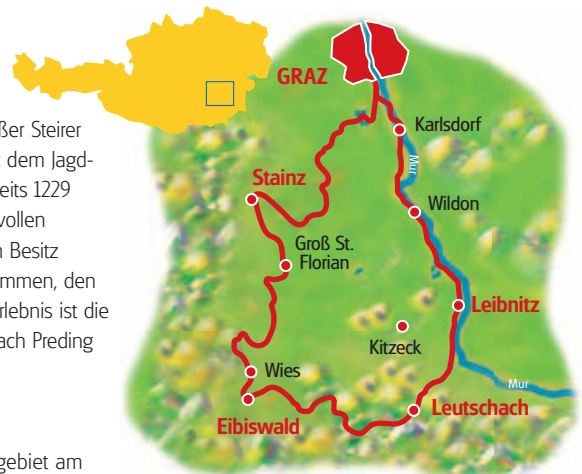 ßer Steirer
dem Jagd-
eits 1229
vollen
Besitz
mmen, den
rlebnis ist die
ach Preding
gebiet am
GRAZ
Karlsdorf
Mur
Stainz
Wildon
Groß St.
Florian
Leibnitz
Kitzeck
Wies
Mur
Eibiswald
Leutschach